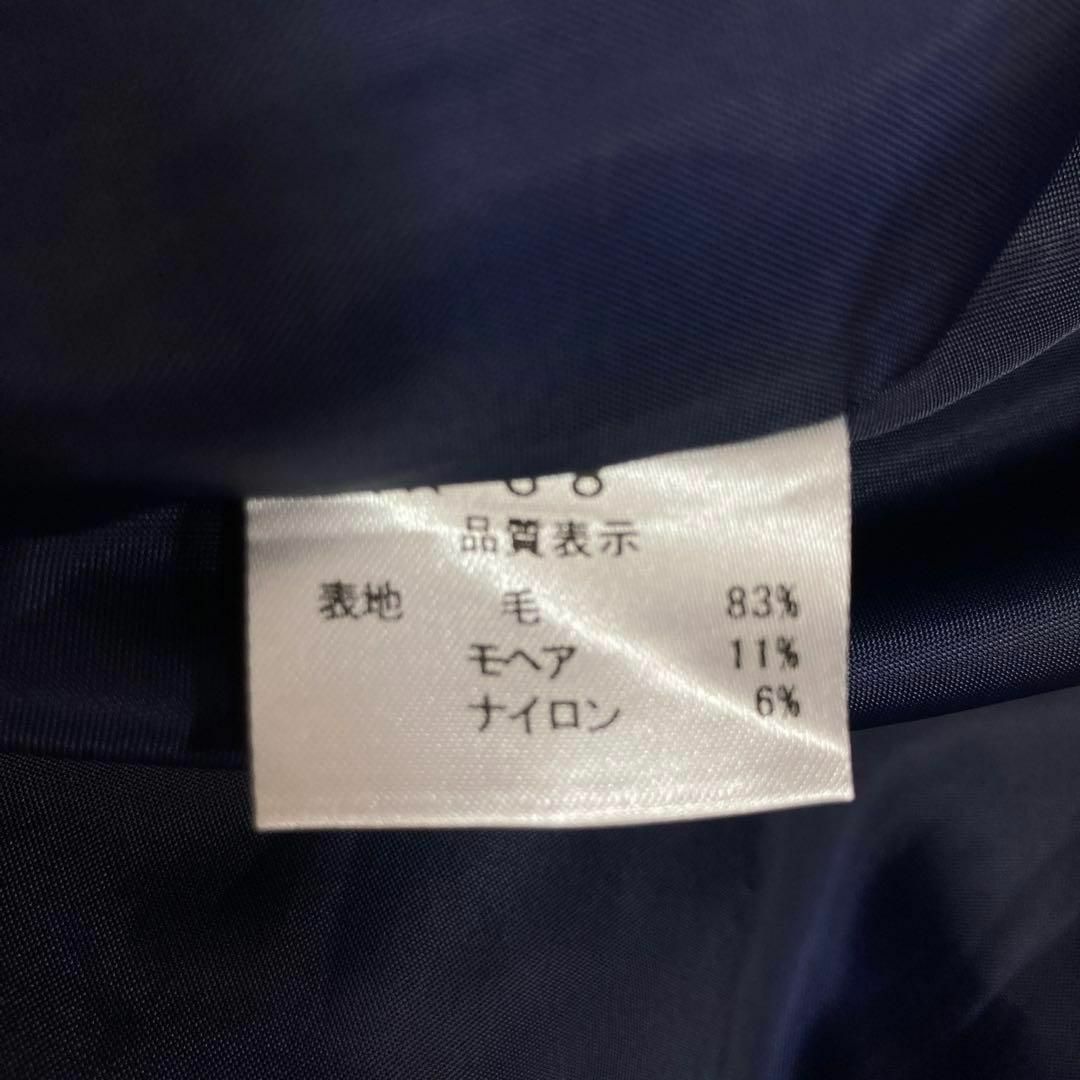 品質表示
表地 毛 83%
モヘア 11%
ナイロン 6%